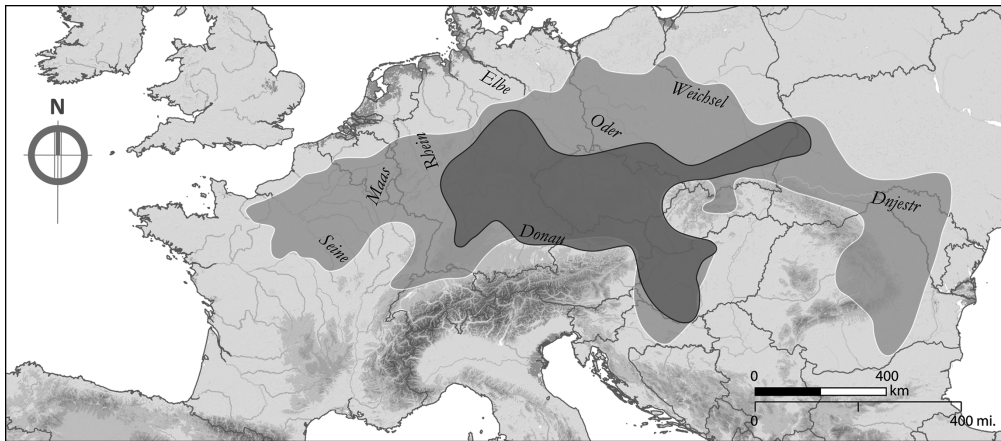 N
Elbe
Weichsel
Oder
Rhein
Maas
Dnjestr
Donau
Seine
0 400
km
0 400 mi.